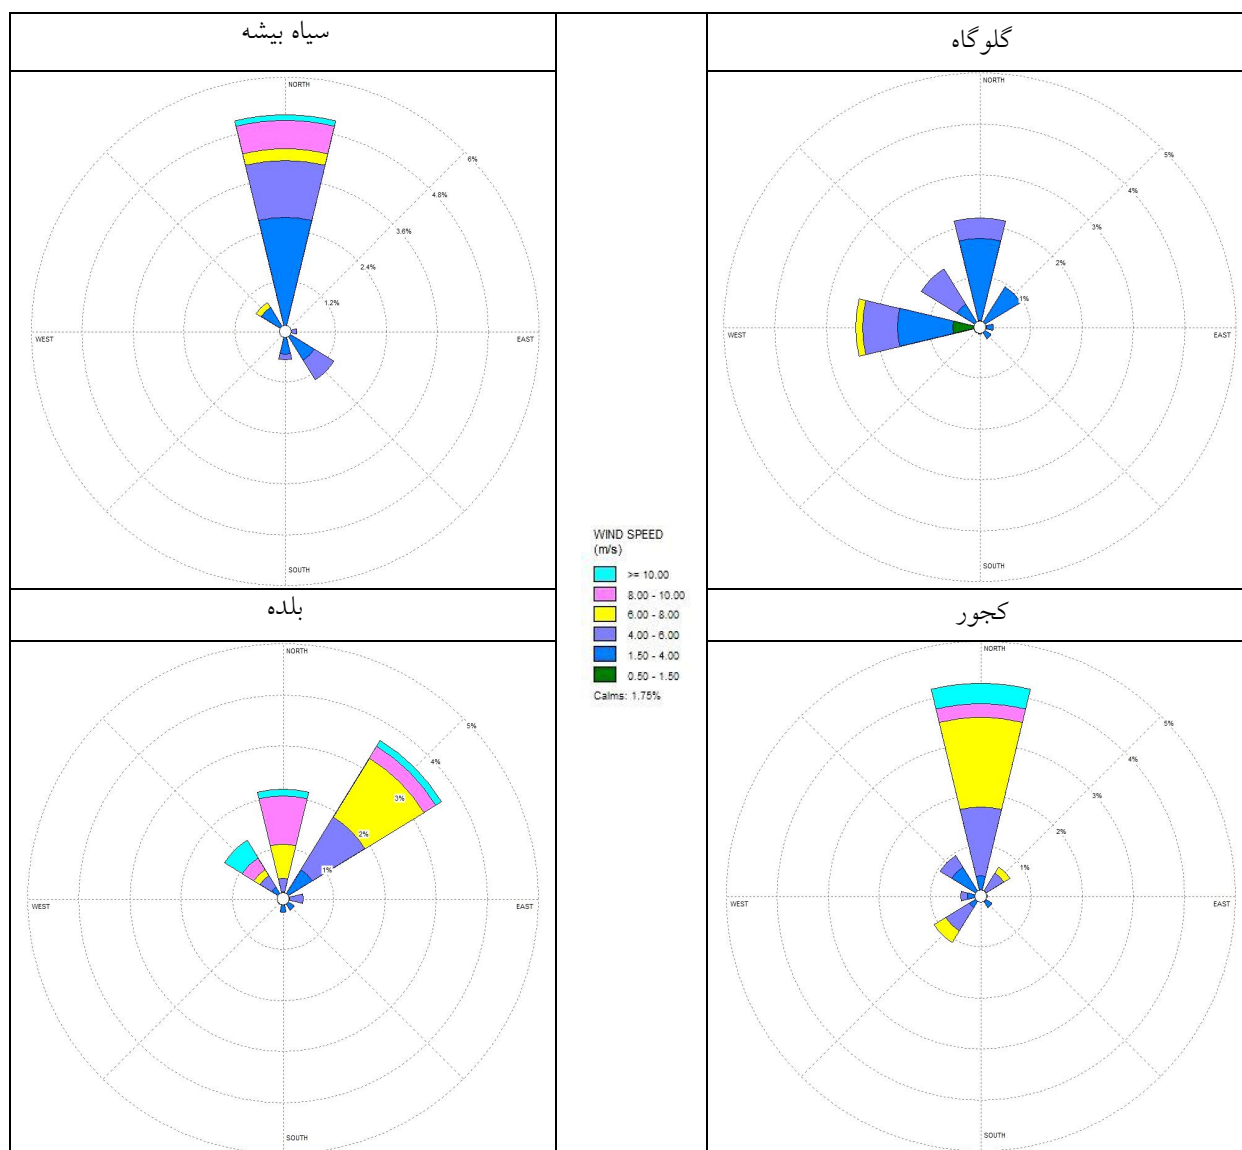 سیاه بیشه
گلوگاه
NORTH
6%
4.8%
3.6%
2.4%
1.2%
WEST
EAST
SOUTH
NORTH
5%
4%
3%
2%
1%
WEST
EAST
SOUTH
WIND SPEED
(m/s)
>= 10.00
8.00 - 10.00
6.00 - 8.00
4.00 - 6.00
1.50 - 4.00
0.50 - 1.50
Calms: 1.75%
بلده
کجور
NORTH
5%
4%
3%
2%
1%
WEST
EAST
SOUTH
NORTH
5%
4%
3%
2%
1%
WEST
EAST
SOUTH